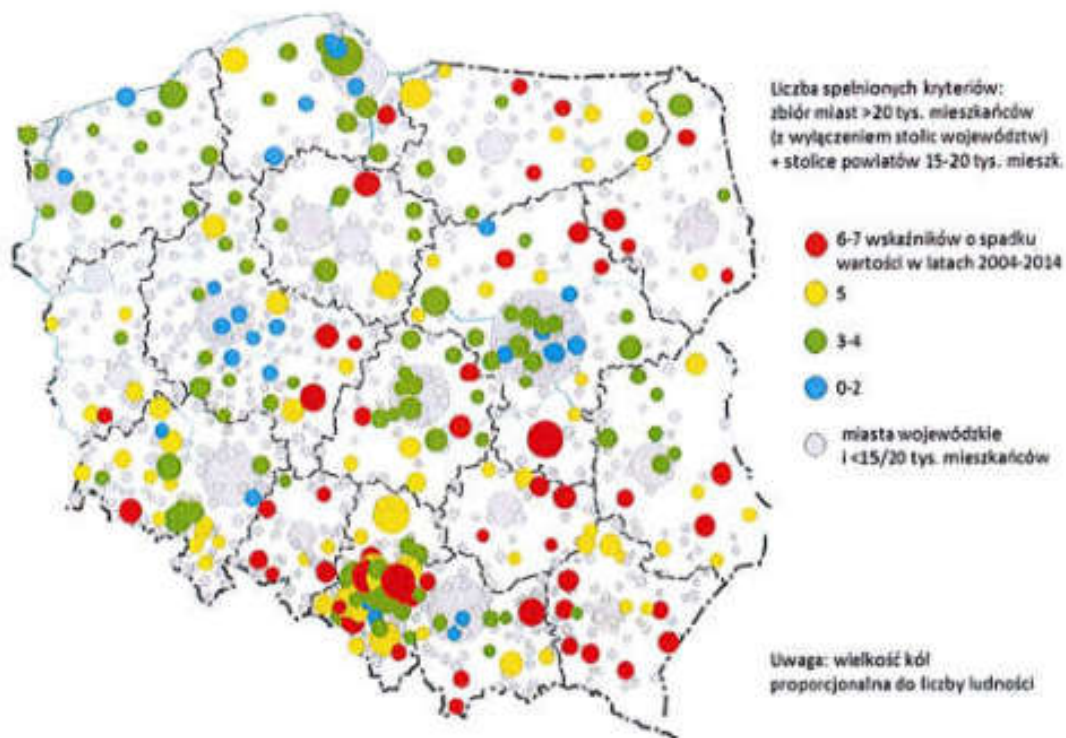 Liczba spełnionych kryteriów:
zbiór miast >20 tys. mieszkańców
(z wyłączeniem stolic województw)
+ stolice powiatów 15-20 tys. mieszk.
6-7 wskaźników o spadku
wartości w latach 2004-2014
5
3-4
0-2
miasta wojewódzkie
i <15/20 tys. mieszkańców
Uwaga: wielkość kół
proporcjonalna do liczby ludności